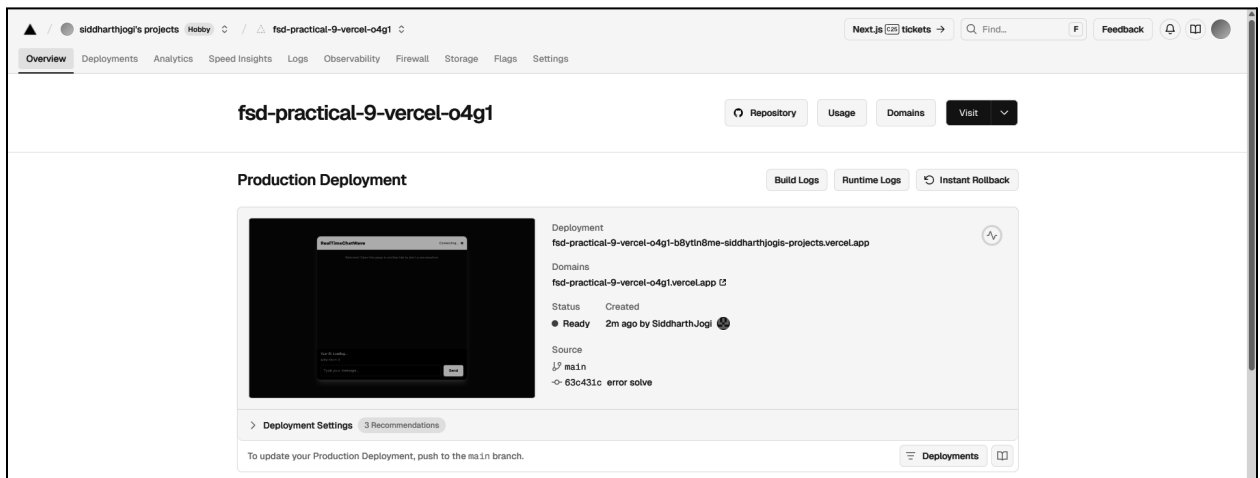 siddharthjogi's projects Hobby / fsd-practical-9-vercel-o4g1 Next.js C25 tickets → Find... F Feedback
Overview Deployments Analytics Speed Insights Logs Observability Firewall Storage Flags Settings
fsd-practical-9-vercel-o4g1 Repository Usage Domains Visit
Production Deployment Build Logs Runtime Logs Instant Rollback
RealTimeChatWave
Send
Deployment
fsd-practical-9-vercel-o4g1-b8ytln8me-siddharthjogis-projects.vercel.app
Domains
fsd-practical-9-vercel-o4g1.vercel.app
Status Created
Ready 2m ago by SiddharthJogi
Source
main
63c431c error solve
Deployment Settings 3 Recommendations
To update your Production Deployment, push to the main branch. Deployments